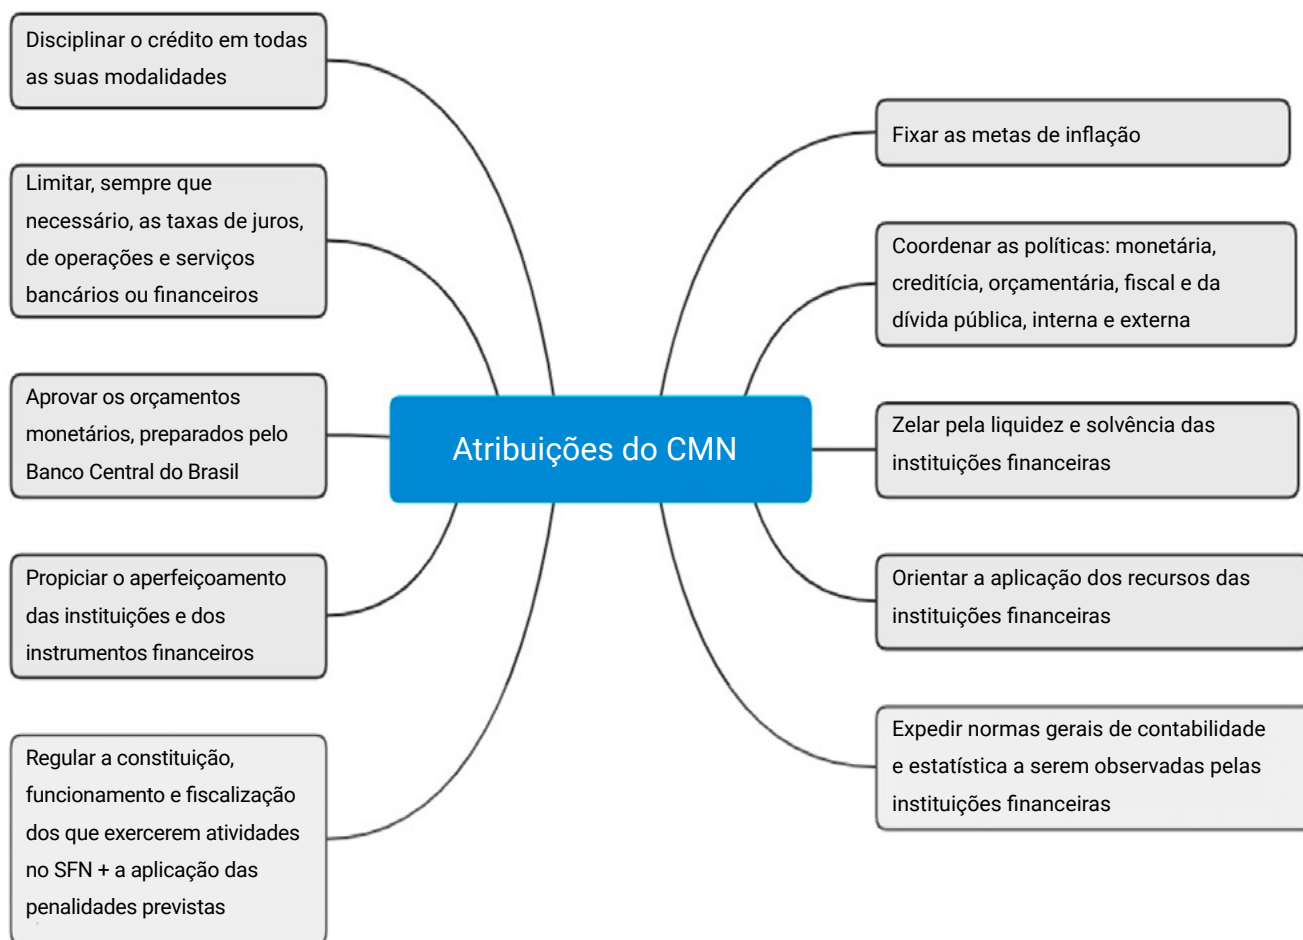 Disciplinar o crédito em todas
as suas modalidades
Limitar, sempre que
necessário, as taxas de juros,
de operações e serviços
bancários ou financeiros
Aprovar os orçamentos
monetários, preparados pelo
Banco Central do Brasil
Propiciar o aperfeiçoamento
das instituições e dos
instrumentos financeiros
Regular a constituição,
funcionamento e fiscalização
dos que exercerem atividades
no SFN + a aplicação das
penalidades previstas
Atribuições do CMN
Fixar as metas de inflação
Coordenar as políticas: monetária,
creditícia, orçamentária, fiscal e da
dívida pública, interna e externa
Zelar pela liquidez e solvência das
instituições financeiras
Orientar a aplicação dos recursos das
instituições financeiras
Expedir normas gerais de contabilidade
e estatística a serem observadas pelas
instituições financeiras